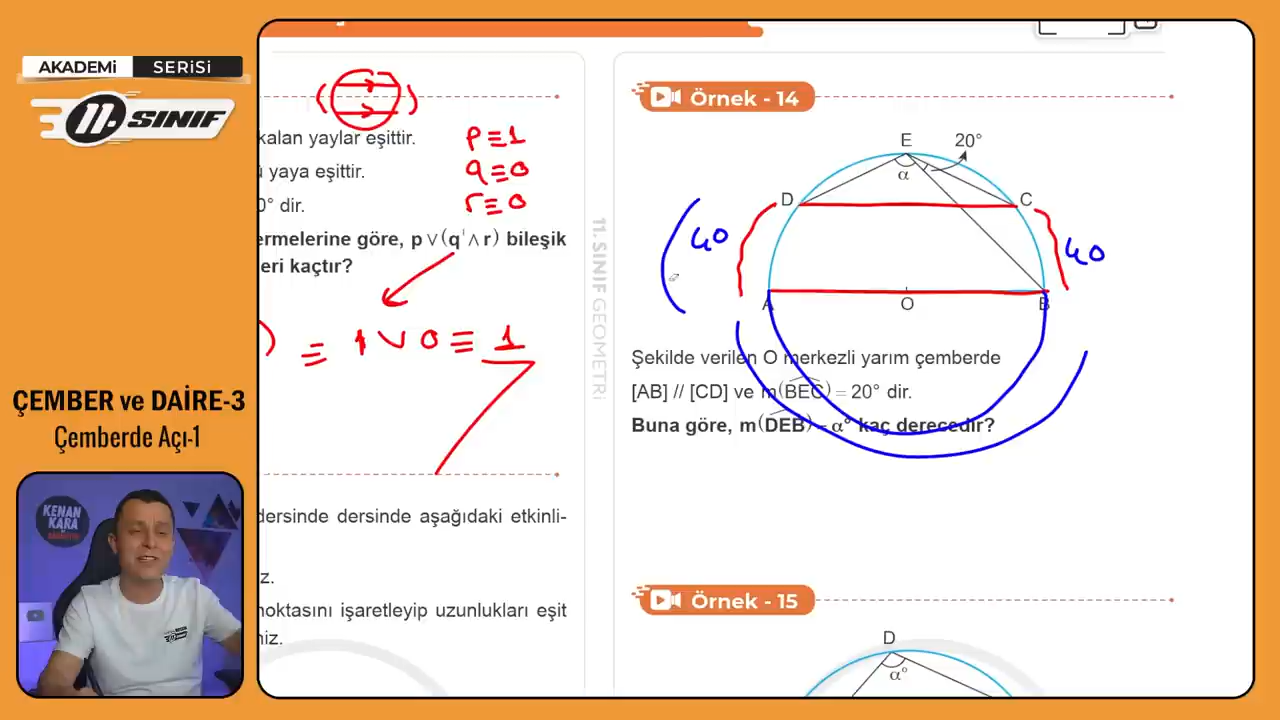 AKADEMİ SERİSİ
11. SINIF
ÇEMBER ve DAİRE-3
Çemberde Açı-1
KENAN
KARA
kalan yaylar eşittir.
ü yaya eşittir.
0° dir.
p≡1
q≡0
r≡0
ermelerine göre, p∨(q'∧r) bileşik
eri kaçtır?
) ≡ 1∨0≡1
dersinde dersinde aşağıdaki etkinli-
z.
noktasını işaretleyip uzunlukları eşit
niz.
11. SINIF GEOMETRİ
Örnek - 14
E
20°
α
D
C
40
40
A
O
B
Şekilde verilen O merkezli yarım çemberde
[AB] // [CD] ve m(BEC) = 20° dir.
Buna göre, m(DEB) = α° kaç derecedir?
Örnek - 15
D
α°